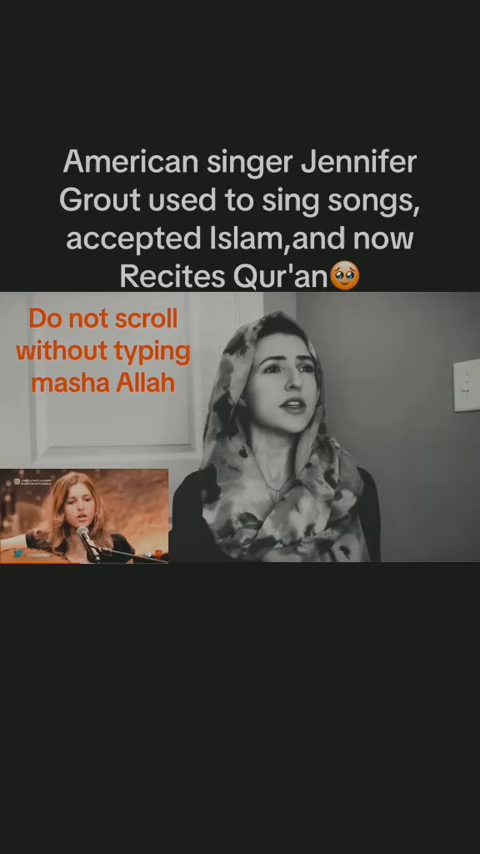 American singer Jennifer
Grout used to sing songs,
accepted Islam,and now
Recites Qur'an🥹
Do not scroll
without typing
masha Allah